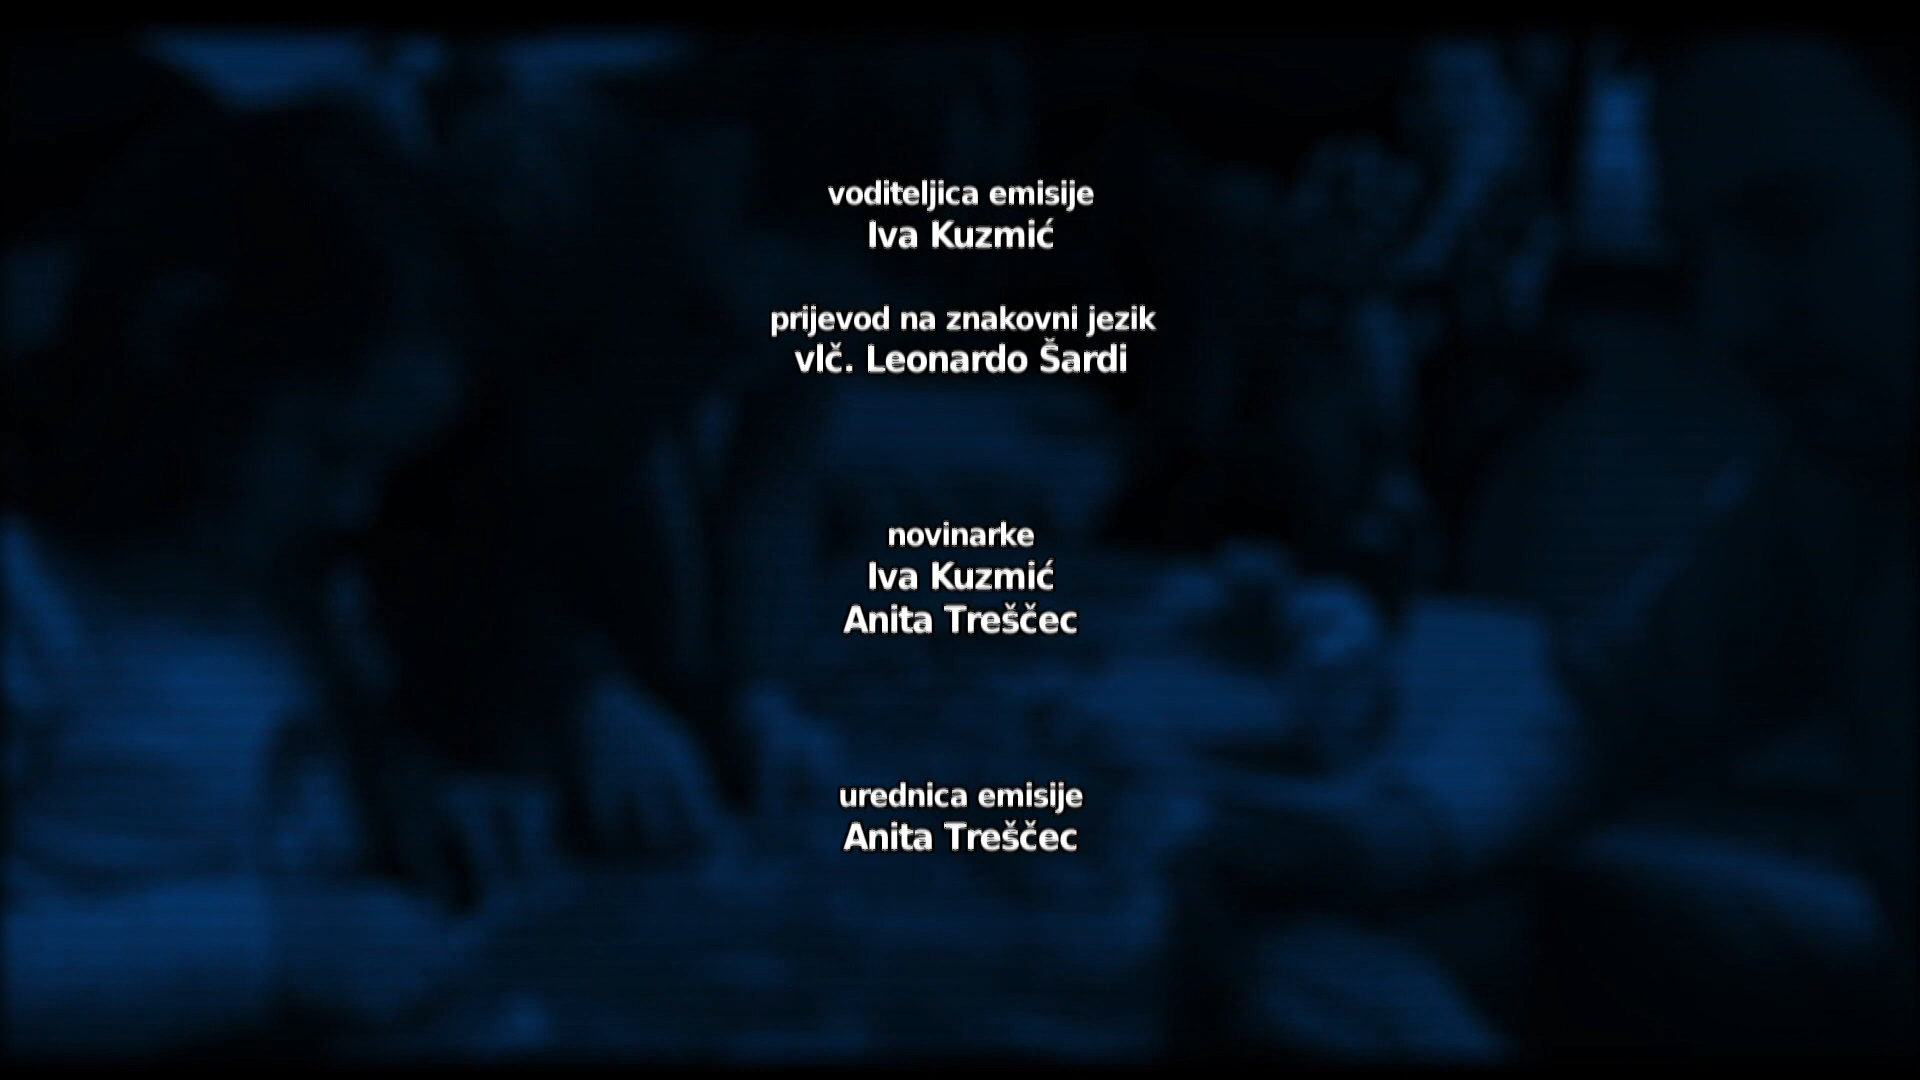 voditeljica emisije
Iva Kuzmić
prijevod na znakovni jezik
vlč. Leonardo Šardi
novinarke
Iva Kuzmić
Anita Treščec
urednica emisije
Anita Treščec